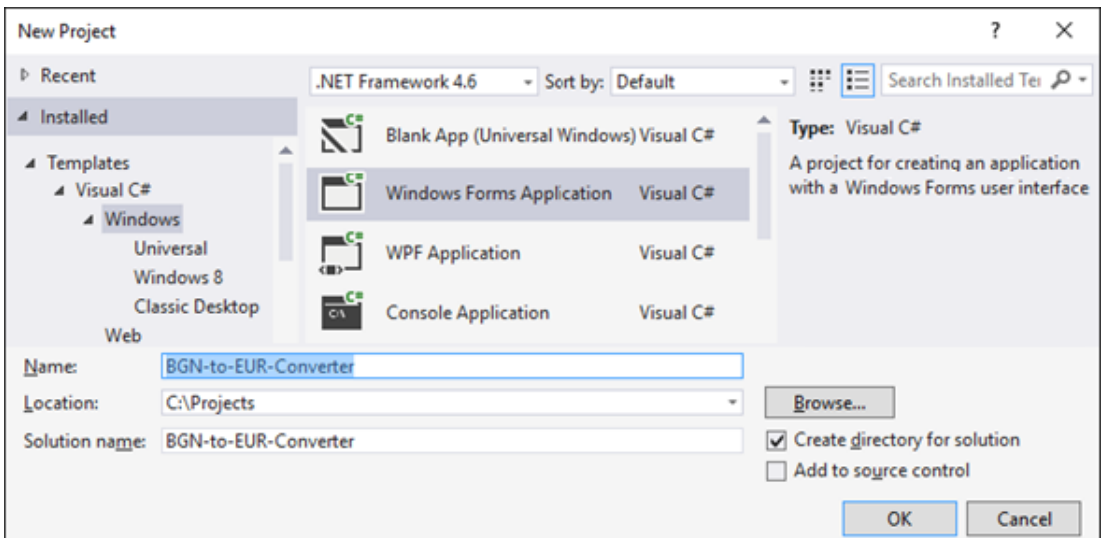 New Project
?
Recent
.NET Framework 4.6
Sort by: Default
Search Installed Te
Installed
Templates
Visual C#
Windows
Universal
Windows 8
Classic Desktop
Web
Blank App (Universal Windows) Visual C#
Windows Forms Application Visual C#
WPF Application Visual C#
Console Application Visual C#
Type: Visual C#
A project for creating an application
with a Windows Forms user interface
Name: BGN-to-EUR-Converter
Location: C:\Projects
Browse...
Solution name: BGN-to-EUR-Converter
Create directory for solution
Add to source control
OK
Cancel